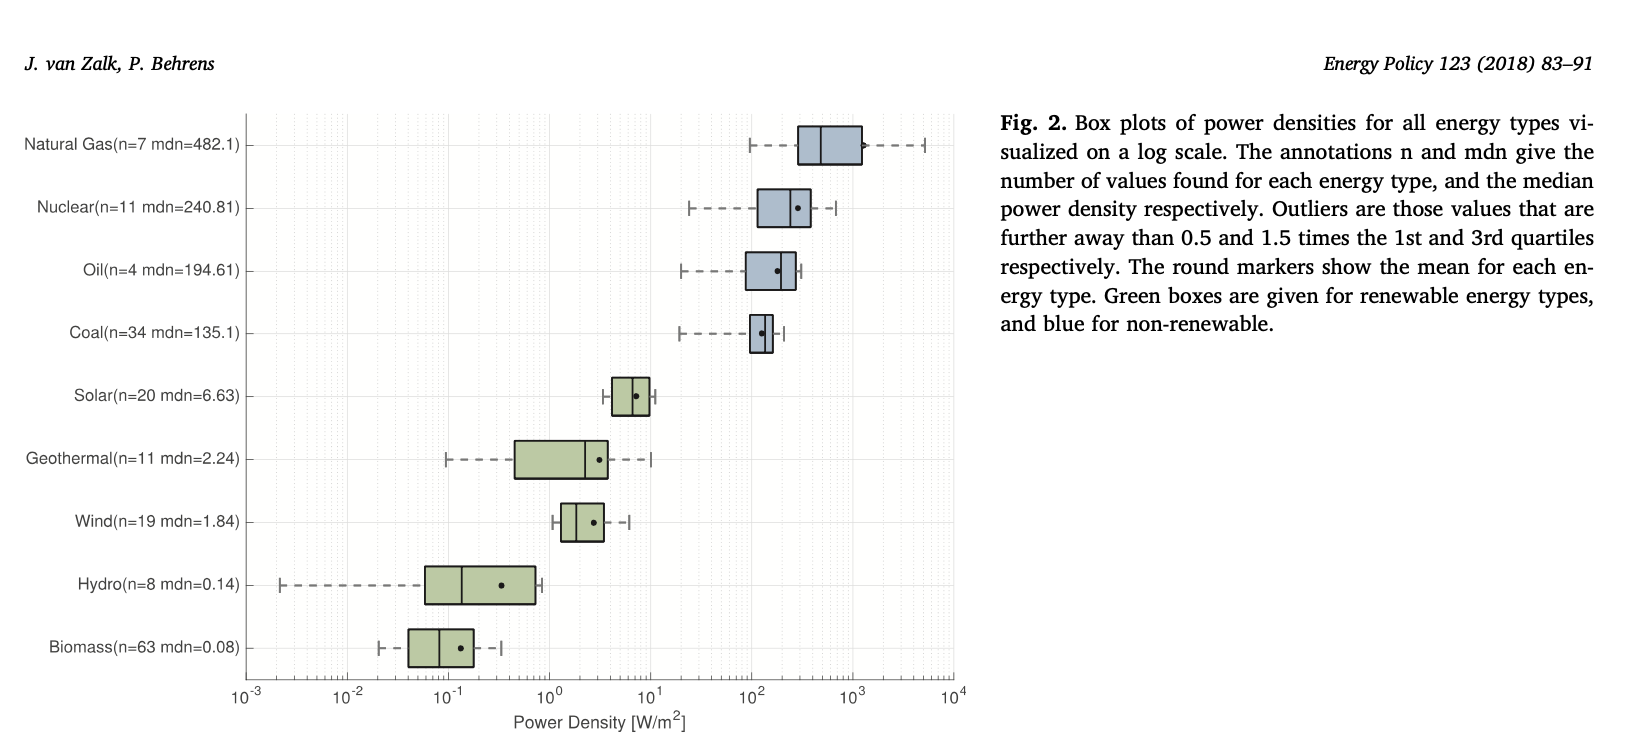 J. van Zalk, P. Behrens
Energy Policy 123 (2018) 83–91
Natural Gas(n=7 mdn=482.1)
Nuclear(n=11 mdn=240.81)
Oil(n=4 mdn=194.61)
Coal(n=34 mdn=135.1)
Solar(n=20 mdn=6.63)
Geothermal(n=11 mdn=2.24)
Wind(n=19 mdn=1.84)
Hydro(n=8 mdn=0.14)
Biomass(n=63 mdn=0.08)
10⁻³ 10⁻² 10⁻¹ 10⁰ 10¹ 10² 10³ 10⁴
Power Density [W/m²]
Fig. 2. Box plots of power densities for all energy types vi-
sualized on a log scale. The annotations n and mdn give the
number of values found for each energy type, and the median
power density respectively. Outliers are those values that are
further away than 0.5 and 1.5 times the 1st and 3rd quartiles
respectively. The round markers show the mean for each en-
ergy type. Green boxes are given for renewable energy types,
and blue for non-renewable.